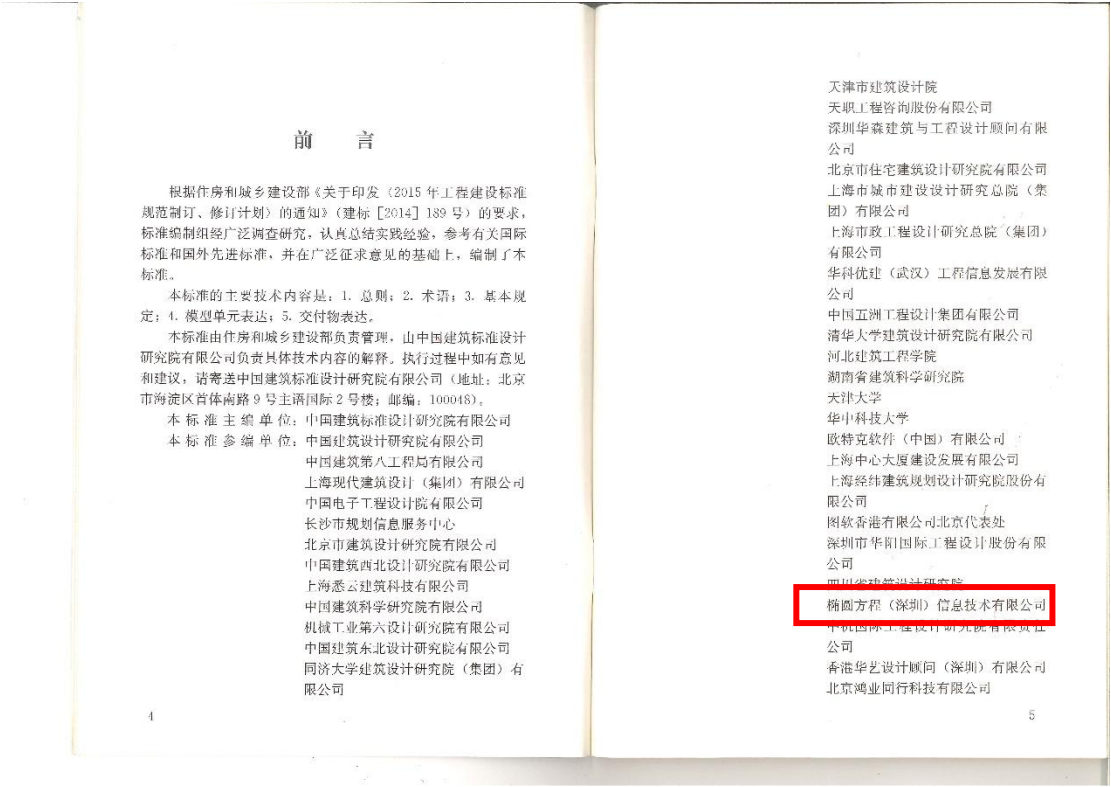 前 言
根据住房和城乡建设部《关于印发〈2015 年工程建设标准
规范制订、修订计划〉的通知》（建标［2014］189 号）的要求，
标准编制组经广泛调查研究，认真总结实践经验，参考有关国际
标准和国外先进标准，并在广泛征求意见的基础上，编制了本
标准。
本标准的主要技术内容是：1. 总则；2. 术语；3. 基本规
定；4. 模型单元表达；5. 交付物表达。
本标准由住房和城乡建设部负责管理，由中国建筑标准设计
研究院有限公司负责具体技术内容的解释。执行过程中如有意见
和建议，请寄送中国建筑标准设计研究院有限公司（地址：北京
市海淀区首体南路 9 号主语国际 2 号楼；邮编：100048）。
本标准主编单位：中国建筑标准设计研究院有限公司
本标准参编单位：中国建筑设计研究院有限公司
中国建筑第八工程局有限公司
上海现代建筑设计（集团）有限公司
中国电子工程设计院有限公司
长沙市规划信息服务中心
北京市建筑设计研究院有限公司
中国建筑西北设计研究院有限公司
上海悉云建筑科技有限公司
中国建筑科学研究院有限公司
机械工业第六设计研究院有限公司
中国建筑东北设计研究院有限公司
同济大学建筑设计研究院（集团）有
限公司
4
天津市建筑设计院
天职工程咨询股份有限公司
深圳华森建筑与工程设计顾问有限
公司
北京市住宅建筑设计研究院有限公司
上海市城市建设设计研究总院（集
团）有限公司
上海市政工程设计研究总院（集团）
有限公司
华科优建（武汉）工程信息发展有限
公司
中国五洲工程设计集团有限公司
清华大学建筑设计研究院有限公司
河北建筑工程学院
湖南省建筑科学研究院
天津大学
华中科技大学
欧特克软件（中国）有限公司
上海中心大厦建设发展有限公司
上海经纬建筑规划设计研究院股份有
限公司
图软香港有限公司北京代表处
深圳市华阳国际工程设计股份有限
公司
四川省建筑设计研究院
椭圆方程（深圳）信息技术有限公司
中机国际工程设计研究院有限责任
公司
香港华艺设计顾问（深圳）有限公司
北京鸿业同行科技有限公司
5